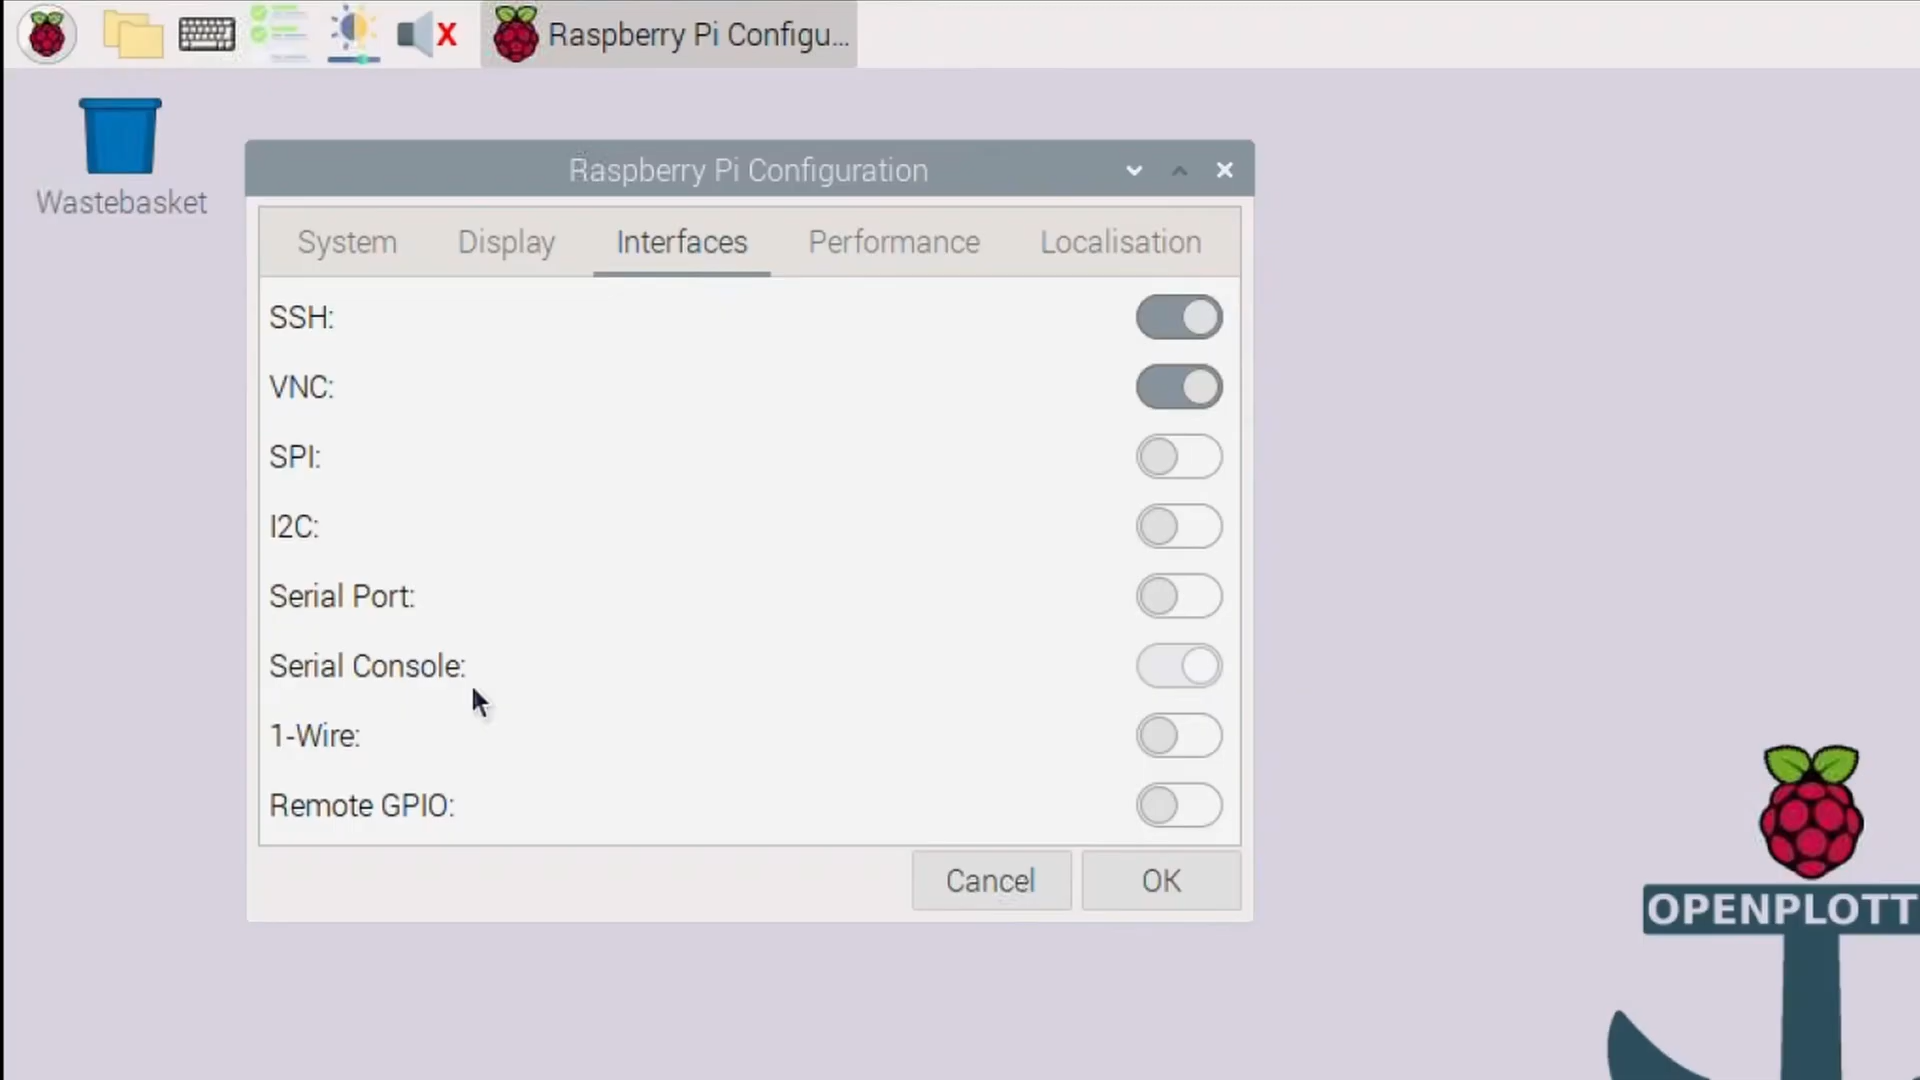 Raspberry Pi Configu...
Wastebasket
Raspberry Pi Configuration
System Display Interfaces Performance Localisation
SSH:
VNC:
SPI:
I2C:
Serial Port:
Serial Console:
1-Wire:
Remote GPIO:
Cancel OK
OPENPLOTT